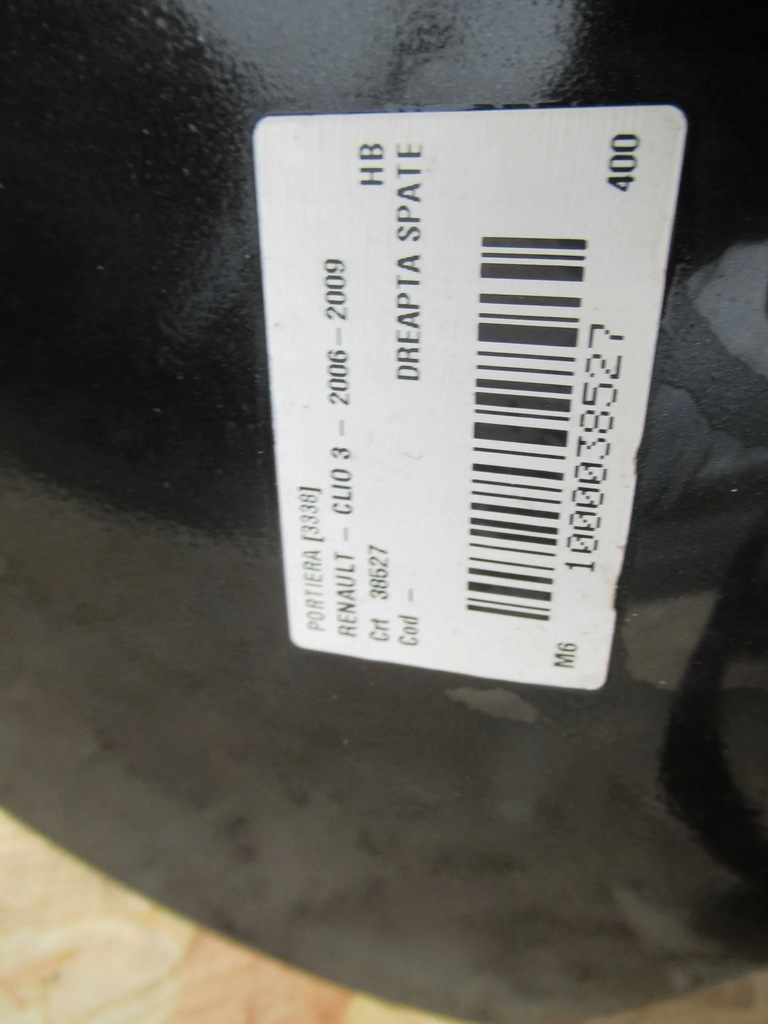 PORTIERA [3338]
RENAULT - CLIO 3 - 2006 - 2009
Crt 38527 HB
Cod - DREAPTA SPATE
1000038527
M6 400